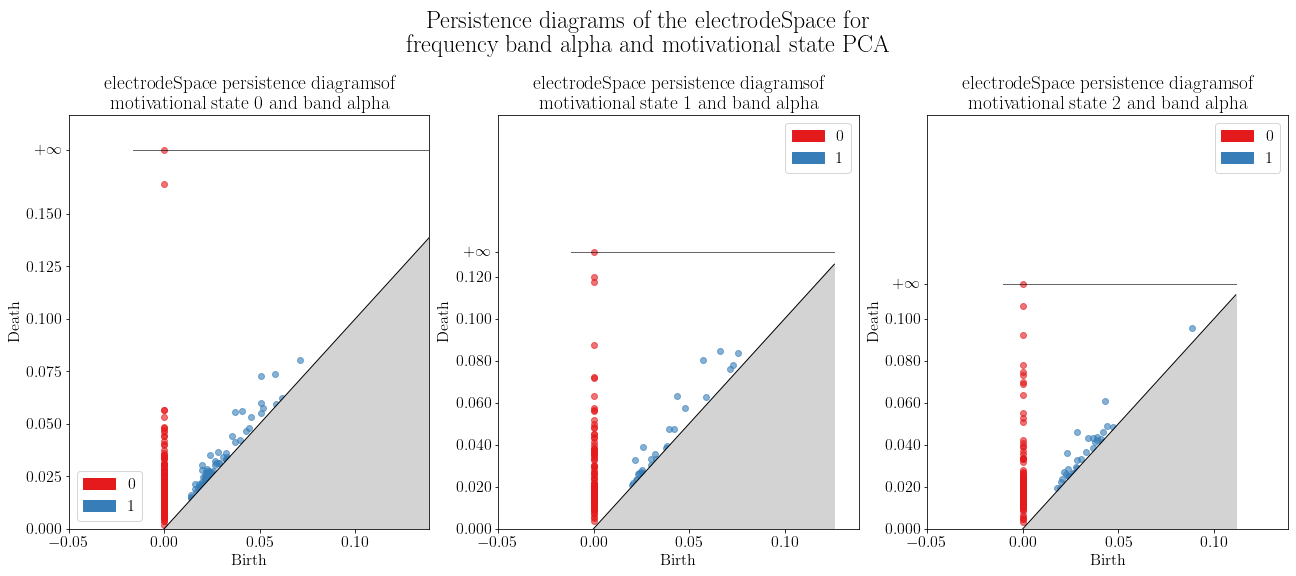 Persistence diagrams of the electrodeSpace for
frequency band alpha and motivational state PCA
electrodeSpace persistence diagramsof
motivational state 0 and band alpha
+∞
0.150
0.125
0.100
0.075
0.050
0.025
0.000
Death
0
1
−0.05 0.00 0.05 0.10
Birth
electrodeSpace persistence diagramsof
motivational state 1 and band alpha
0
1
+∞
0.120
0.100
0.080
0.060
0.040
0.020
0.000
Death
−0.05 0.00 0.05 0.10
Birth
electrodeSpace persistence diagramsof
motivational state 2 and band alpha
0
1
+∞
0.100
0.080
0.060
0.040
0.020
0.000
Death
−0.05 0.00 0.05 0.10
Birth